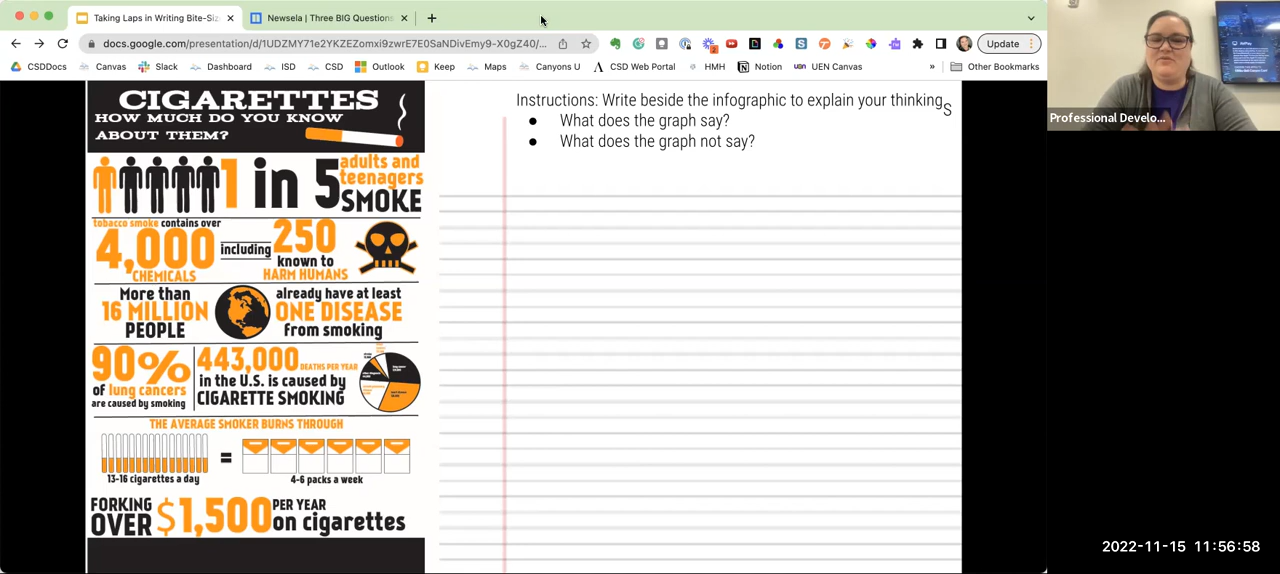 Taking Laps in Writing Bite-Siz
Newsela | Three BIG Questions
docs.google.com/presentation/d/1UDZMY71e2YKZEZomxi9zwrE7E0SaNDivEmy9-X0gZ40/...
Update
CSDDocs
Canvas
Slack
Dashboard
ISD
CSD
Outlook
Keep
Maps
Canvas U
CSD Web Portal
HMH
Notion
UEN Canvas
»
Other Bookmarks
CIGARETTES
HOW MUCH DO YOU KNOW
ABOUT THEM?
1 in 5 adults and
teenagers
SMOKE
tobacco smoke contains over
4,000
CHEMICALS
including
250
known to
HARM HUMANS
More than
16 MILLION
PEOPLE
already have at least
ONE DISEASE
from smoking
90%
of lung cancers
are caused by smoking
443,000 DEATHS PER YEAR
in the U.S. is caused by
CIGARETTE SMOKING
THE AVERAGE SMOKER BURNS THROUGH
=
13-16 cigarettes a day
4-6 packs a week
FORKING
OVER
$1,500
PER YEAR
on cigarettes
Instructions: Write beside the infographic to explain your thinking
s
● What does the graph say?
● What does the graph not say?
Professional Develo...
2022-11-15 11:56:58